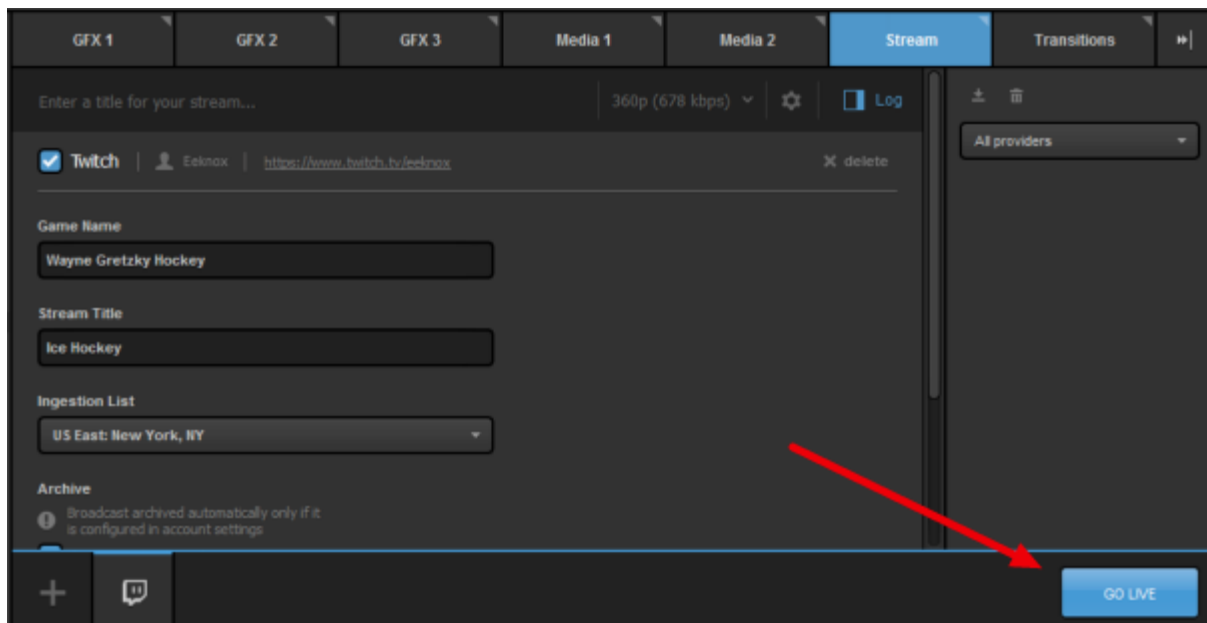 GFX 1 GFX 2 GFX 3 Media 1 Media 2 Stream Transitions
Enter a title for your stream... 360p (678 kbps) Log
All providers
Twitch | Eeknox | https://www.twitch.tv/eeknox delete
Game Name
Wayne Gretzky Hockey
Stream Title
Ice Hockey
Ingestion List
US East: New York, NY
Archive
Broadcast archived automatically only if it
is configured in account settings
GO LIVE